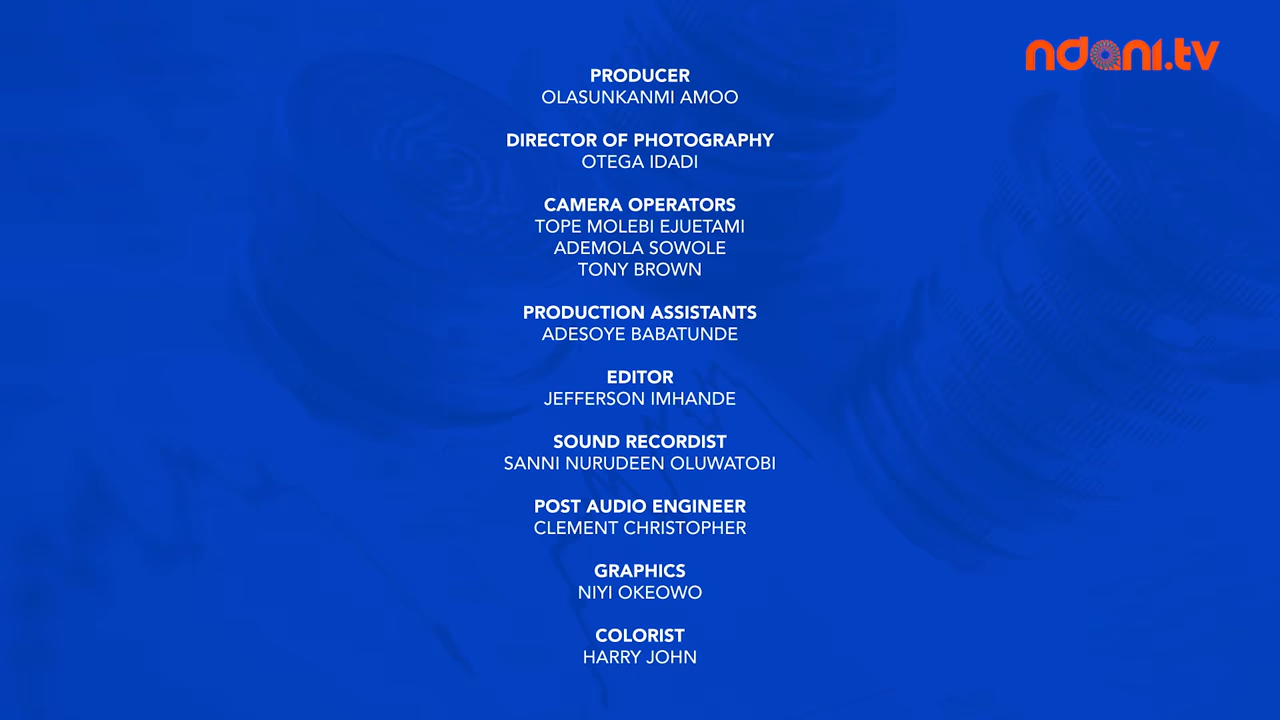 ndani.tv
PRODUCER
OLASUNKANMI AMOO
DIRECTOR OF PHOTOGRAPHY
OTEGA IDADI
CAMERA OPERATORS
TOPE MOLEBI EJUETAMI
ADEMOLA SOWOLE
TONY BROWN
PRODUCTION ASSISTANTS
ADESOYE BABATUNDE
EDITOR
JEFFERSON IMHANDE
SOUND RECORDIST
SANNI NURUDEEN OLUWATOBI
POST AUDIO ENGINEER
CLEMENT CHRISTOPHER
GRAPHICS
NIYI OKEOWO
COLORIST
HARRY JOHN